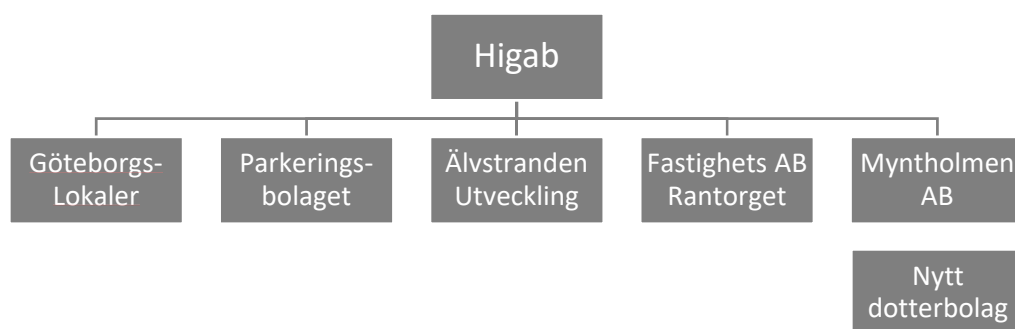 Higab
Göteborgs-
Lokaler
Parkerings-
bolaget
Älvstranden
Utveckling
Fastighets AB
Rantorget
Myntholmen
AB
Nytt
dotterbolag